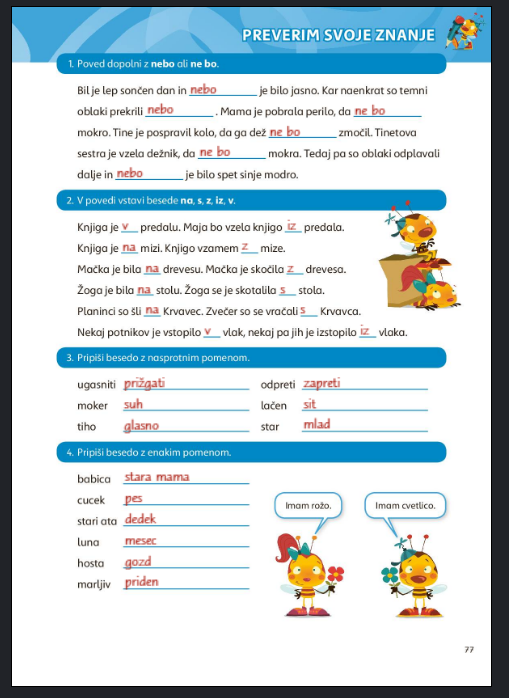 PREVERIM SVOJE ZNANJE
1. Poved dopolni z nebo ali ne bo.
Bil je lep sončen dan in nebo je bilo jasno. Kar naenkrat so temni
oblaki prekrili nebo. Mama je pobrala perilo, da ne bo
mokro. Tine je pospravil kolo, da ga dež ne bo zmočil. Tinetova
sestra je vzela dežnik, da ne bo mokra. Tedaj pa so oblaki odplavali
dalje in nebo je bilo spet sinje modro.
2. V povedi vstavi besede na, s, z, iz, v.
Knjiga je v predalu. Maja bo vzela knjigo iz predala.
Knjiga je na mizi. Knjigo vzamem z mize.
Mačka je bila na drevesu. Mačka je skočila z drevesa.
Žoga je bila na stolu. Žoga se je skotalila s stola.
Planinci so šli na Krvavec. Zvečer so se vračali s Krvavca.
Nekaj potnikov je vstopilo v vlak, nekaj pa jih je izstopilo iz vlaka.
3. Pripiši besedo z nasprotnim pomenom.
ugasniti prižgati odpreti zapreti
moker suh lačen sit
tiho glasno star mlad
4. Pripiši besedo z enakim pomenom.
babica stara mama
cucek pes
stari ata dedek
luna mesec
hosta gozd
marljiv priden
Imam rožo. Imam cvetlico.
77